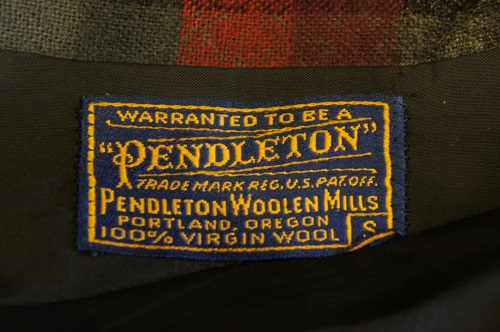 WARRANTED TO BE A
"PENDLETON"
TRADE MARK REG. U.S. PAT. OFF.
PENDLETON WOOLEN MILLS
PORTLAND, OREGON
100% VIRGIN WOOL S